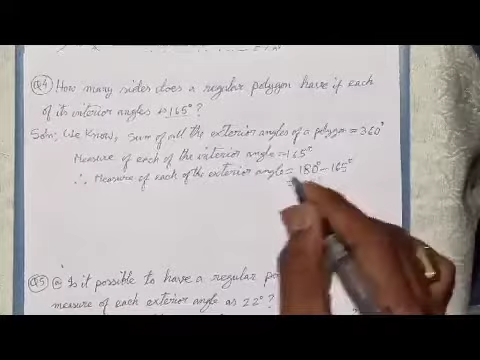 Q4 How many sides does a regular polygon have if each
of its interior angles is 165°?
Soln: We Know, Sum of all the exterior angles of a polygon = 360°
Measure of each of the interior angle = 165°
∴ Measure of each of the exterior angle = 180° - 165°
Q5 a Is it possible to have a regular
measure of each exterior angle as 22°?